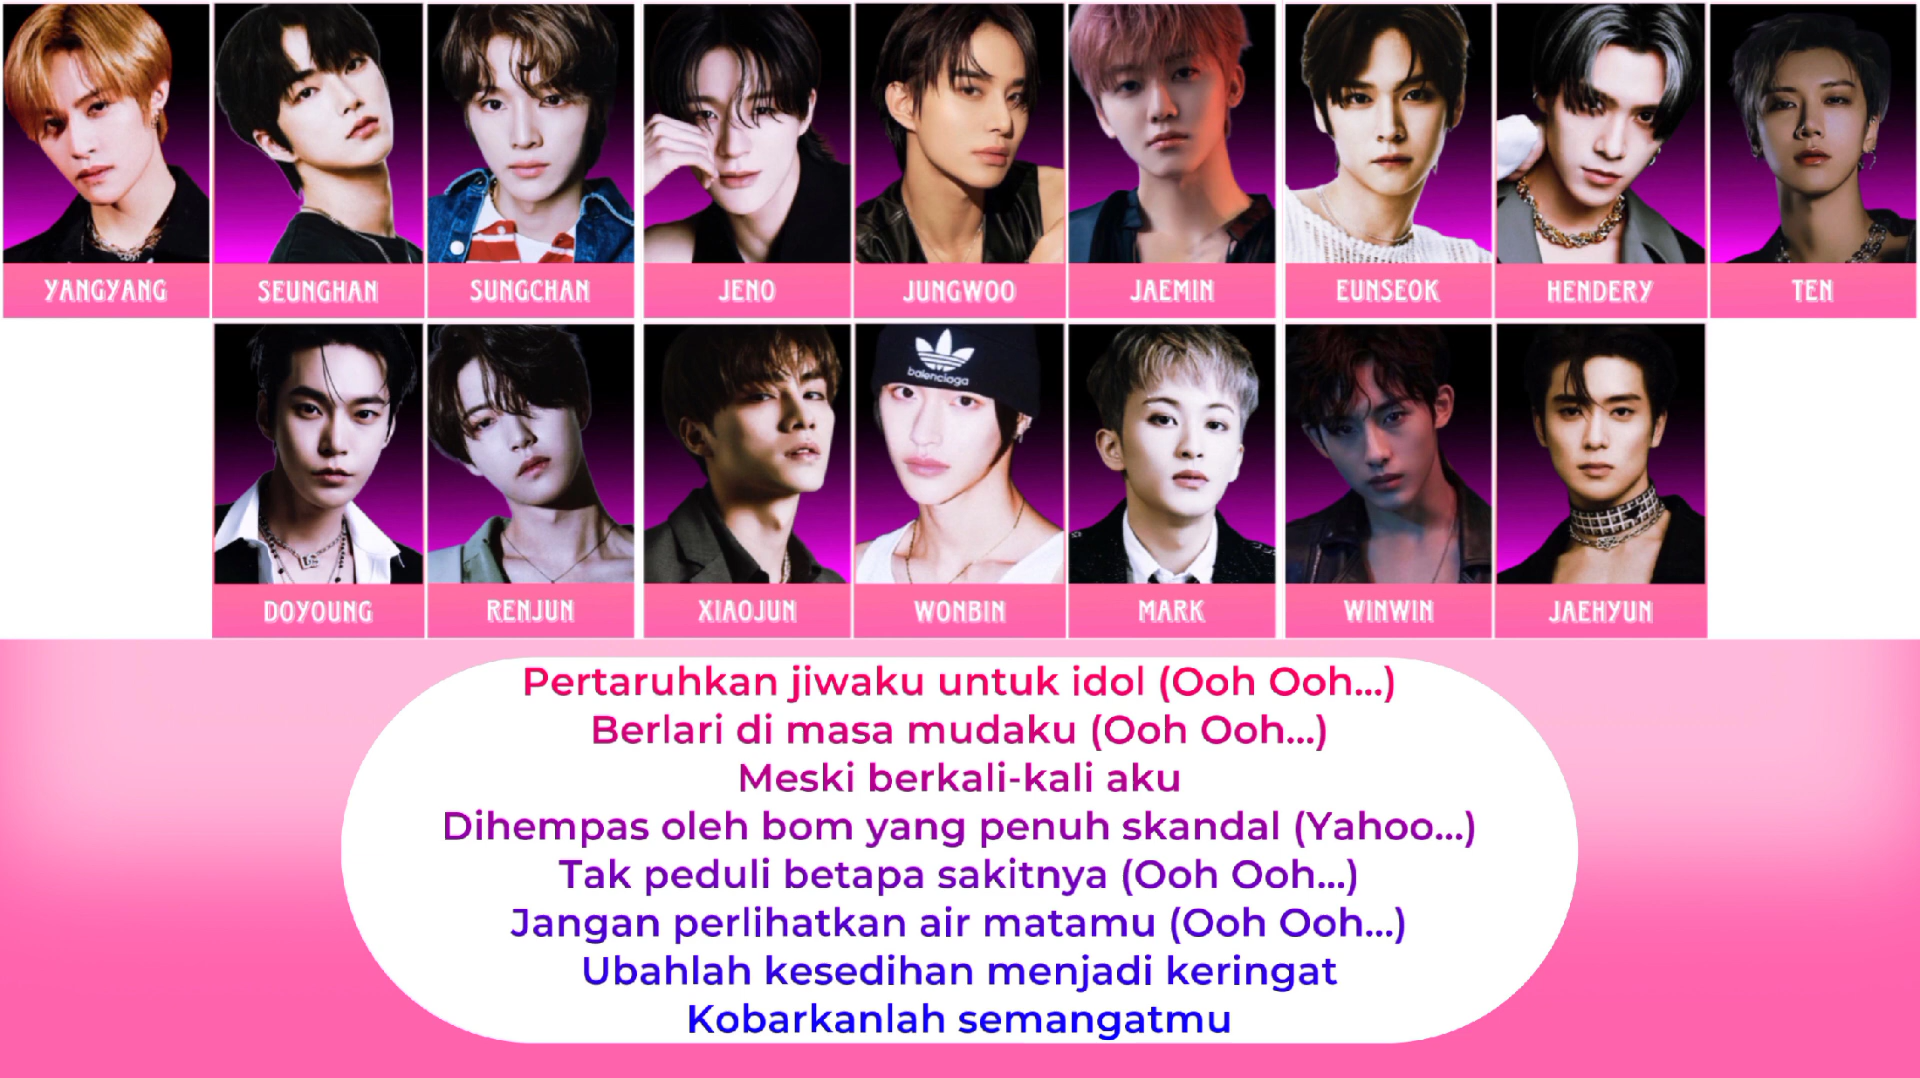 YANGYANG
SEUNGHAN
SUNGCHAN
JENO
JUNGWOO
JAEMIN
EUNSEOK
HENDERY
TEN
balenciaga
DOYOUNG
RENJUN
XIAOJUN
WONBIN
MARK
WINWIN
JAEHYUN
Pertaruhkan jiwaku untuk idol (Ooh Ooh...)
Berlari di masa mudaku (Ooh Ooh...)
Meski berkali-kali aku
Dihempas oleh bom yang penuh skandal (Yahoo...)
Tak peduli betapa sakitnya (Ooh Ooh...)
Jangan perlihatkan air matamu (Ooh Ooh...)
Ubahlah kesedihan menjadi keringat
Kobarkanlah semangatmu